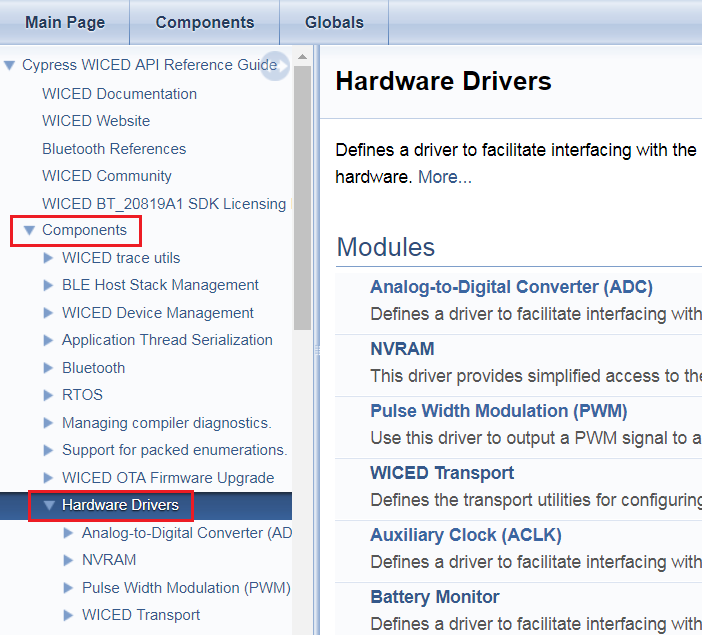 Main Page
Components
Globals
Cypress WICED API Reference Guide
WICED Documentation
WICED Website
Bluetooth References
WICED Community
WICED BT_20819A1 SDK Licensing
Components
WICED trace utils
BLE Host Stack Management
WICED Device Management
Application Thread Serialization
Bluetooth
RTOS
Managing compiler diagnostics.
Support for packed enumerations.
WICED OTA Firmware Upgrade
Hardware Drivers
Analog-to-Digital Converter (AD
NVRAM
Pulse Width Modulation (PWM)
WICED Transport
Hardware Drivers
Defines a driver to facilitate interfacing with the
hardware. More...
Modules
Analog-to-Digital Converter (ADC)
Defines a driver to facilitate interfacing with
NVRAM
This driver provides simplified access to the
Pulse Width Modulation (PWM)
Use this driver to output a PWM signal to a
WICED Transport
Defines the transport utilities for configuring
Auxiliary Clock (ACLK)
Defines a driver to facilitate interfacing with
Battery Monitor
Defines a driver to facilitate interfacing with